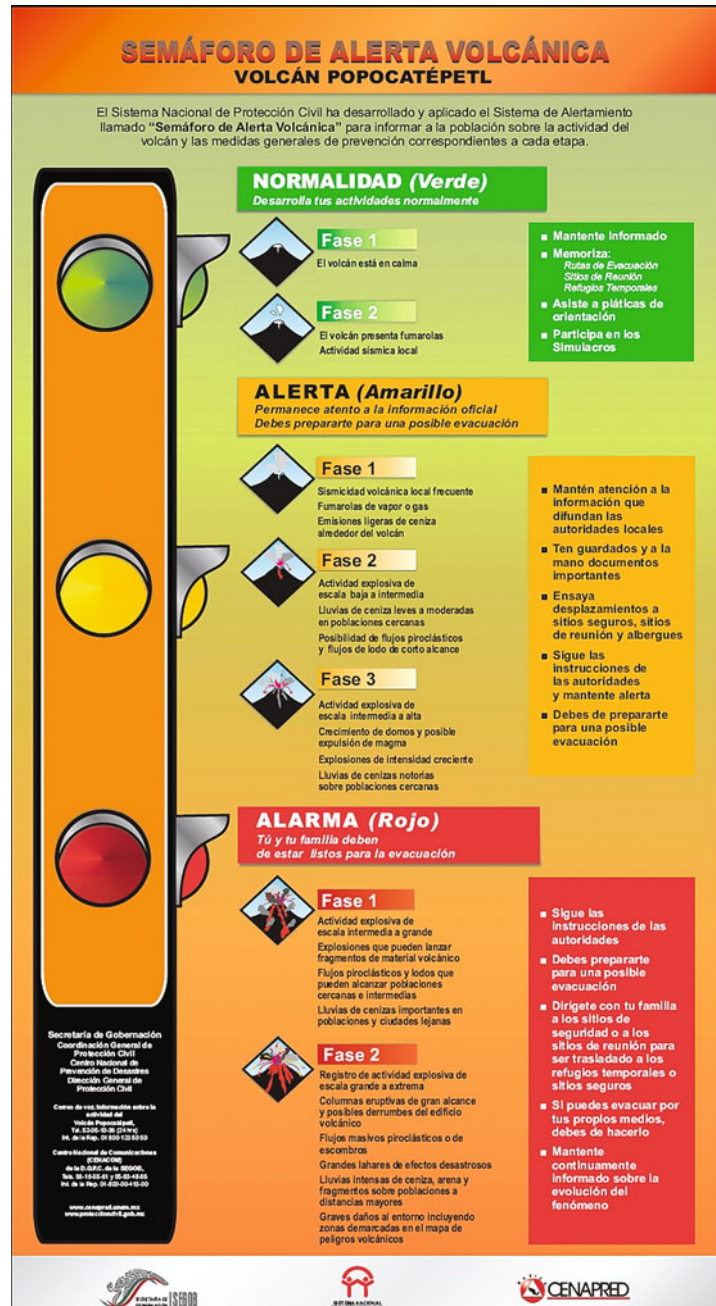 SEMÁFORO DE ALERTA VOLCÁNICA
VOLCÁN POPOCATÉPETL
El Sistema Nacional de Protección Civil ha desarrollado y aplicado el Sistema de Alertamiento
llamado “Semáforo de Alerta Volcánica” para informar a la población sobre la actividad del
volcán y las medidas generales de prevención correspondientes a cada etapa.
NORMALIDAD (Verde)
Desarrolla tus actividades normalmente
Fase 1
El volcán está en calma
Fase 2
El volcán presenta fumarolas
Actividad sísmica local
■ Mantente informado
■ Memoriza:
Rutas de Evacuación
Sitios de Reunión
Refugios Temporales
■ Asiste a pláticas de
orientación
■ Participa en los
Simulacros
ALERTA (Amarillo)
Permanece atento a la información oficial
Debes prepararte para una posible evacuación
Fase 1
Sismicidad volcánica local frecuente
Fumarolas de vapor o gas
Emisiones ligeras de ceniza
alrededor del volcán
Fase 2
Actividad explosiva de
escala baja a intermedia
Lluvias de ceniza leves a moderadas
en poblaciones cercanas
Posibilidad de flujos piroclásticos
y flujos de lodo de corto alcance
Fase 3
Actividad explosiva de
escala intermedia a alta
Crecimiento de domos y posible
expulsión de magma
Explosiones de intensidad creciente
Lluvias de cenizas notorias
sobre poblaciones cercanas
■ Mantén atención a la
información que
difundan las
autoridades locales
■ Ten guardados y a la
mano documentos
importantes
■ Ensaya
desplazamientos a
sitios seguros, sitios
de reunión y albergues
■ Sigue las
instrucciones de
las autoridades
y mantente alerta
■ Debes de prepararte
para una posible
evacuación
ALARMA (Rojo)
Tú y tu familia deben
de estar listos para la evacuación
Fase 1
Actividad explosiva de
escala intermedia a grande
Explosiones que pueden lanzar
fragmentos de material volcánico
Flujos piroclásticos y lodos que
pueden alcanzar poblaciones
cercanas e intermedias
Lluvias de cenizas importantes en
poblaciones y ciudades lejanas
Fase 2
Registro de actividad explosiva de
escala grande a extrema
Columnas eruptivas de gran alcance
y posibles derrumbes del edificio
volcánico
Flujos masivos piroclásticos o de
escombros
Grandes lahares de efectos desastrosos
Lluvias intensas de ceniza, arena y
fragmentos sobre poblaciones a
distancias mayores
Graves daños al entorno incluyendo
zonas demarcadas en el mapa de
peligros volcánicos
■ Sigue las
instrucciones de las
autoridades
■ Debes prepararte
para una posible
evacuación
■ Dirígete con tu familia
a los sitios de
seguridad o a los
sitios de reunión para
ser trasladado a los
refugios temporales o
sitios seguros
■ Si puedes evacuar por
tus propios medios,
debes de hacerlo
■ Mantente
continuamente
informado sobre la
evolución del
fenómeno
Secretaría de Gobernación
Coordinación General de
Protección Civil
Centro Nacional de
Prevención de Desastres
Dirección General de
Protección Civil
Correo de voz, información sobre la
actividad del
Volcán Popocatépetl,
Centro Nacional de Comunicaciones
(CENACOM)
de la D.G.P.C. de la SEGOB,
www.cenapred.unam.mx
www.proteccioncivil.gob.mx
SEGOB
SISTEMA NACIONAL
CENAPRED